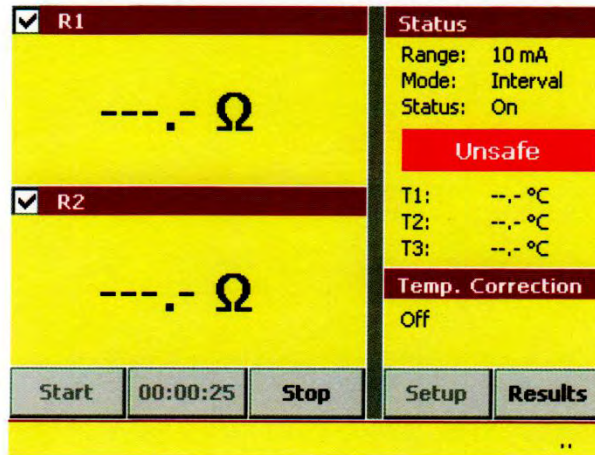 R1
---.- Ω
R2
---.- Ω
Start 00:00:25 Stop
Status
Range: 10 mA
Mode: Interval
Status: On
Unsafe
T1: --.- °C
T2: --.- °C
T3: --.- °C
Temp. Correction
Off
Setup Results